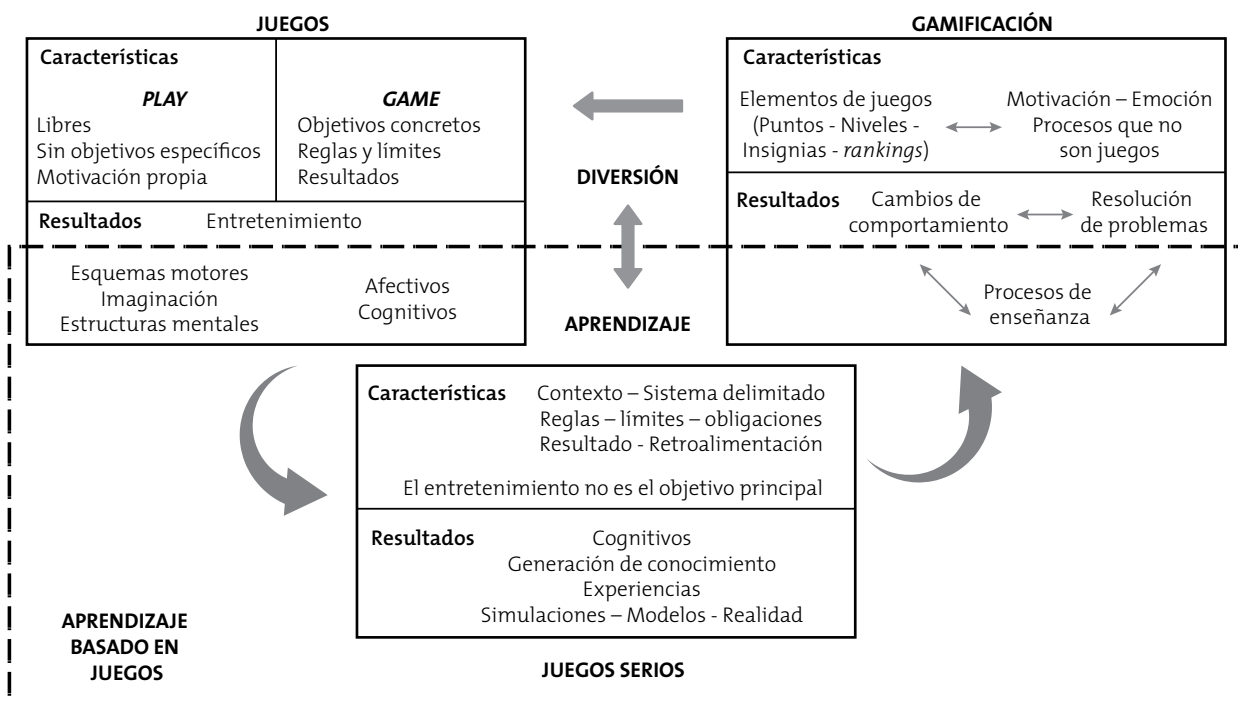 JUEGOS
Características
PLAY
Libres
Sin objetivos específicos
Motivación propia
GAME
Objetivos concretos
Reglas y límites
Resultados
Resultados Entretenimiento
Esquemas motores
Imaginación
Estructuras mentales
Afectivos
Cognitivos
DIVERSIÓN
APRENDIZAJE
GAMIFICACIÓN
Características
Elementos de juegos
(Puntos - Niveles -
Insignias - rankings)
Motivación – Emoción
Procesos que no
son juegos
Resultados
Cambios de
comportamiento
Resolución
de problemas
Procesos de
enseñanza
Características
Contexto – Sistema delimitado
Reglas – límites – obligaciones
Resultado - Retroalimentación
El entretenimiento no es el objetivo principal
Resultados
Cognitivos
Generación de conocimiento
Experiencias
Simulaciones – Modelos - Realidad
JUEGOS SERIOS
APRENDIZAJE
BASADO EN
JUEGOS